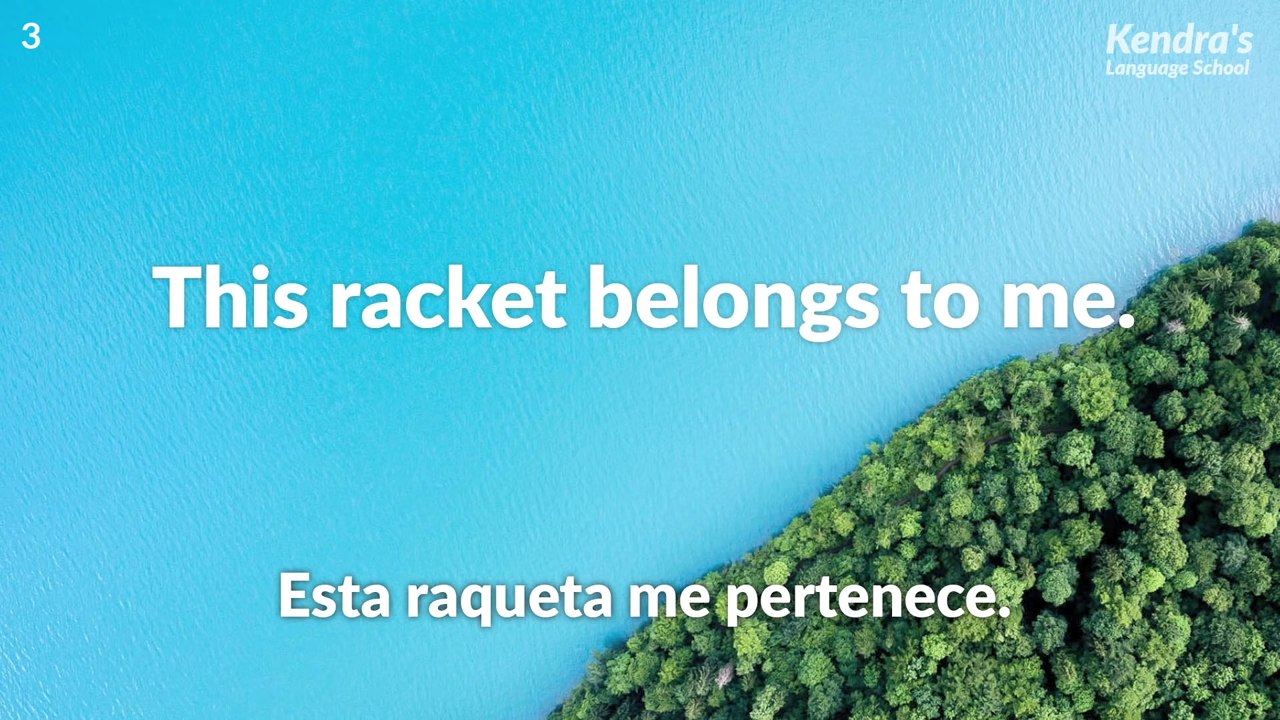 3
Kendra's
Language School
This racket belongs to me.
Esta raqueta me pertenece.